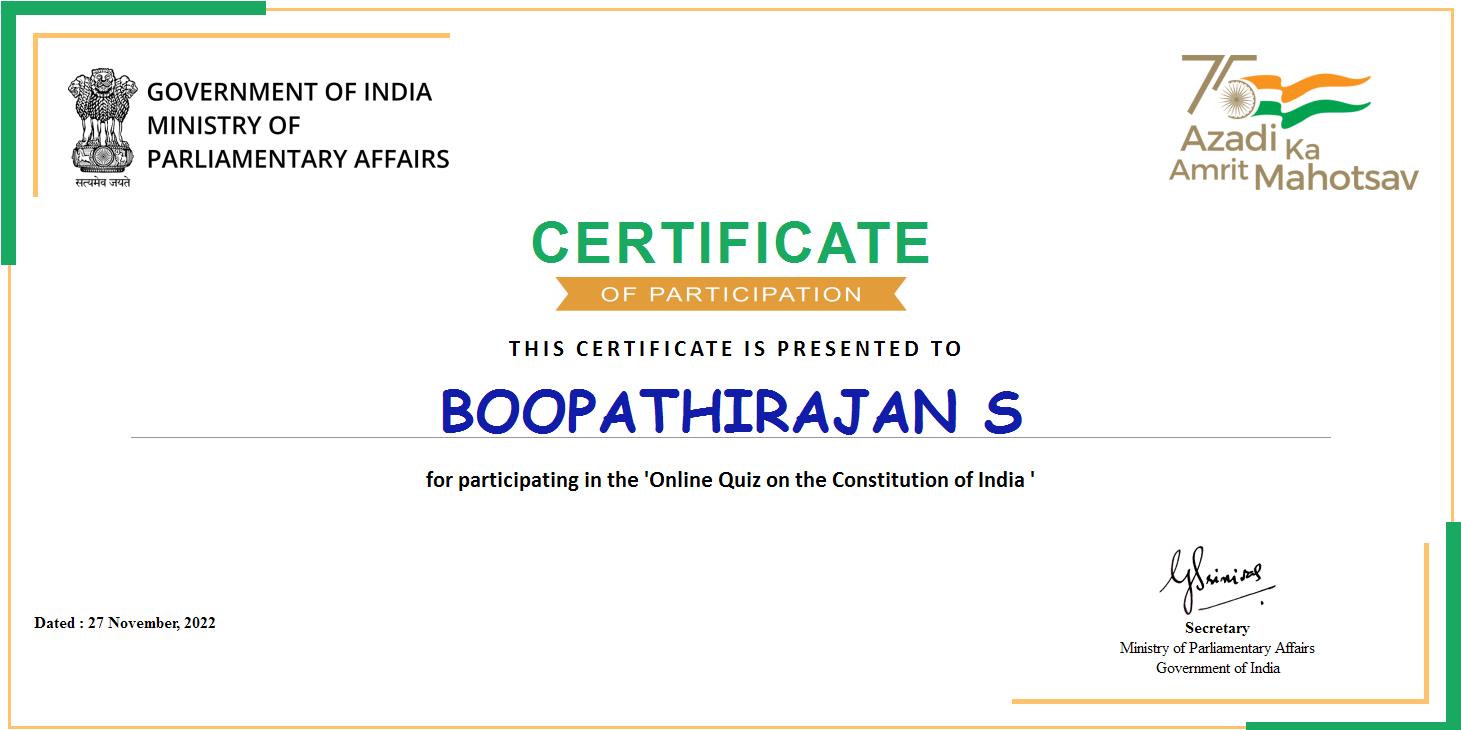 GOVERNMENT OF INDIA
MINISTRY OF
PARLIAMENTARY AFFAIRS
सत्यमेव जयते
75
Azadi Ka
Amrit Mahotsav
CERTIFICATE
OF PARTICIPATION
THIS CERTIFICATE IS PRESENTED TO
BOOPATHIRAJAN S
for participating in the 'Online Quiz on the Constitution of India '
Dated : 27 November, 2022
Secretary
Ministry of Parliamentary Affairs
Government of India